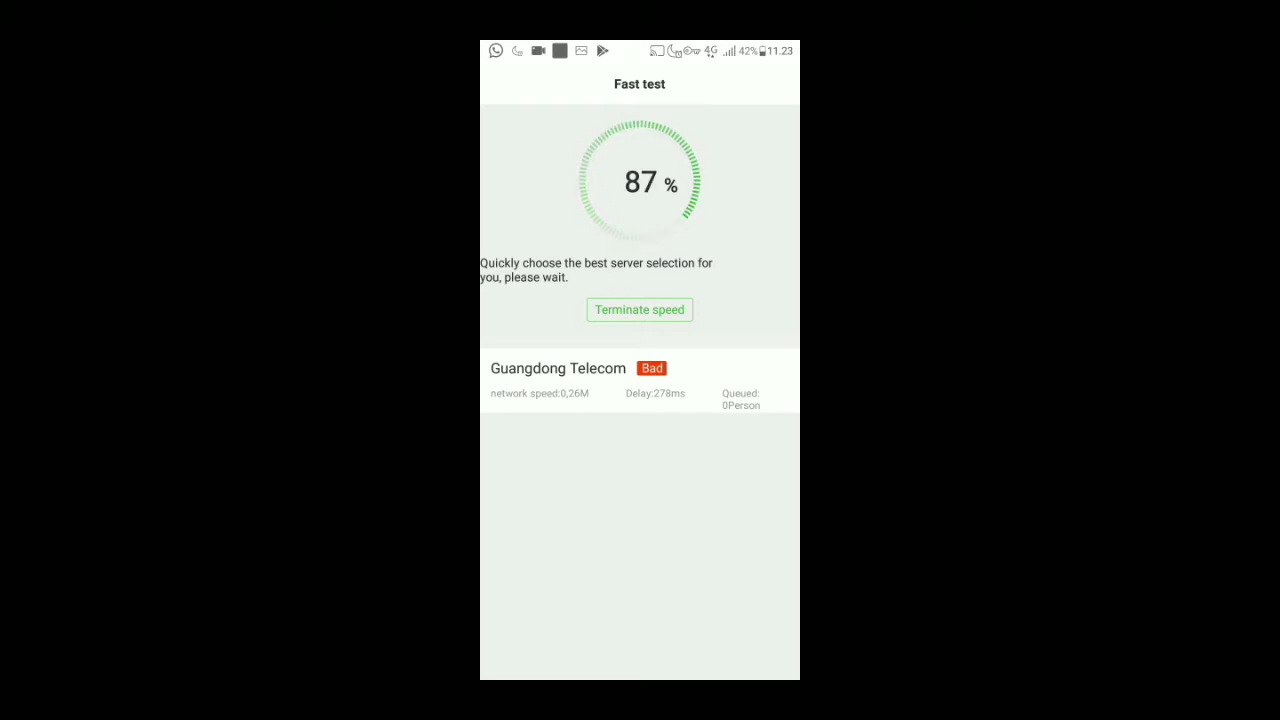 4G 42% 11.23
Fast test
87 %
Quickly choose the best server selection for
you, please wait.
Terminate speed
Guangdong Telecom Bad
network speed:0,26M Delay:278ms Queued:
0Person